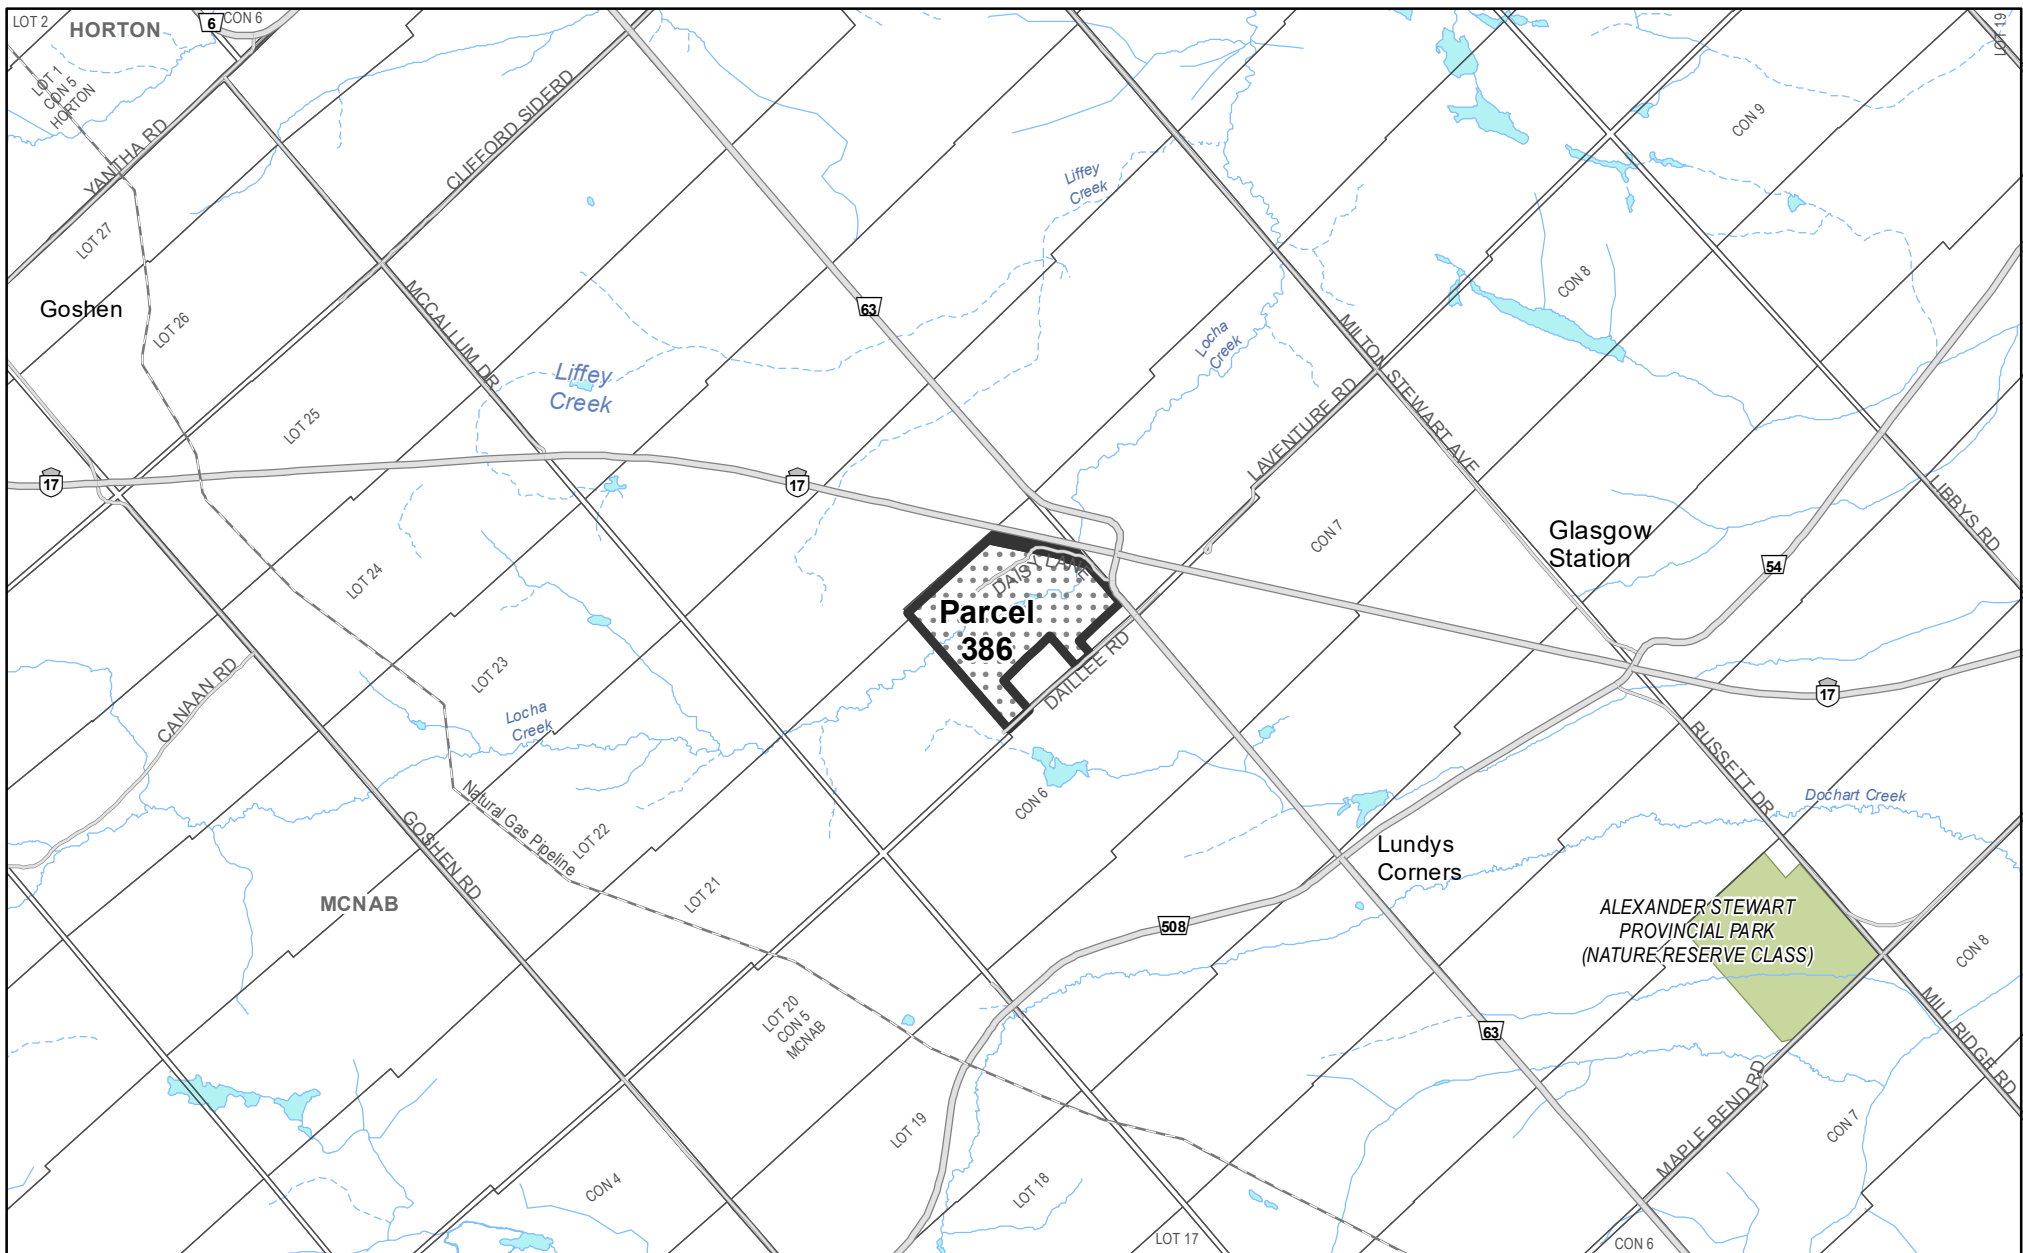 LOT 2
HORTON
6
CON 6
LOT 19
LOT 1
CON 5
HORTON
YANTHA RD
CLIFFORD SIDERD
CON 9
Liffey
Creek
LOT 27
Goshen
LOT 26
MCCALLUM DR
63
CON 8
Locha
Creek
MILTON STEWART AVE
Liffey
Creek
LOT 25
LAVENTURE RD
17
17
LIBBYS RD
CON 7
Glasgow
Station
54
LOT 24
DAISY LANE
Parcel
386
DAILLEE RD
CANAAN RD
LOT 23
Locha
Creek
17
RUSSETT DR
Natural Gas Pipeline
CON 6
Dochart Creek
GOSHEN RD
LOT 22
Lundys
Corners
MCNAB
LOT 21
508
ALEXANDER STEWART
PROVINCIAL PARK
(NATURE RESERVE CLASS)
CON 8
LOT 20
CON 5
MCNAB
63
MILL RIDGE RD
MAPLE BEND RD
LOT 19
CON 7
CON 4
LOT 18
LOT 17
CON 6